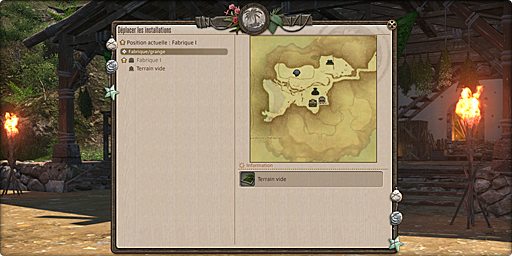 Déplacer les installations
Position actuelle : Fabrique I
Fabrique/grange
Fabrique I
Terrain vide
Information
Terrain vide